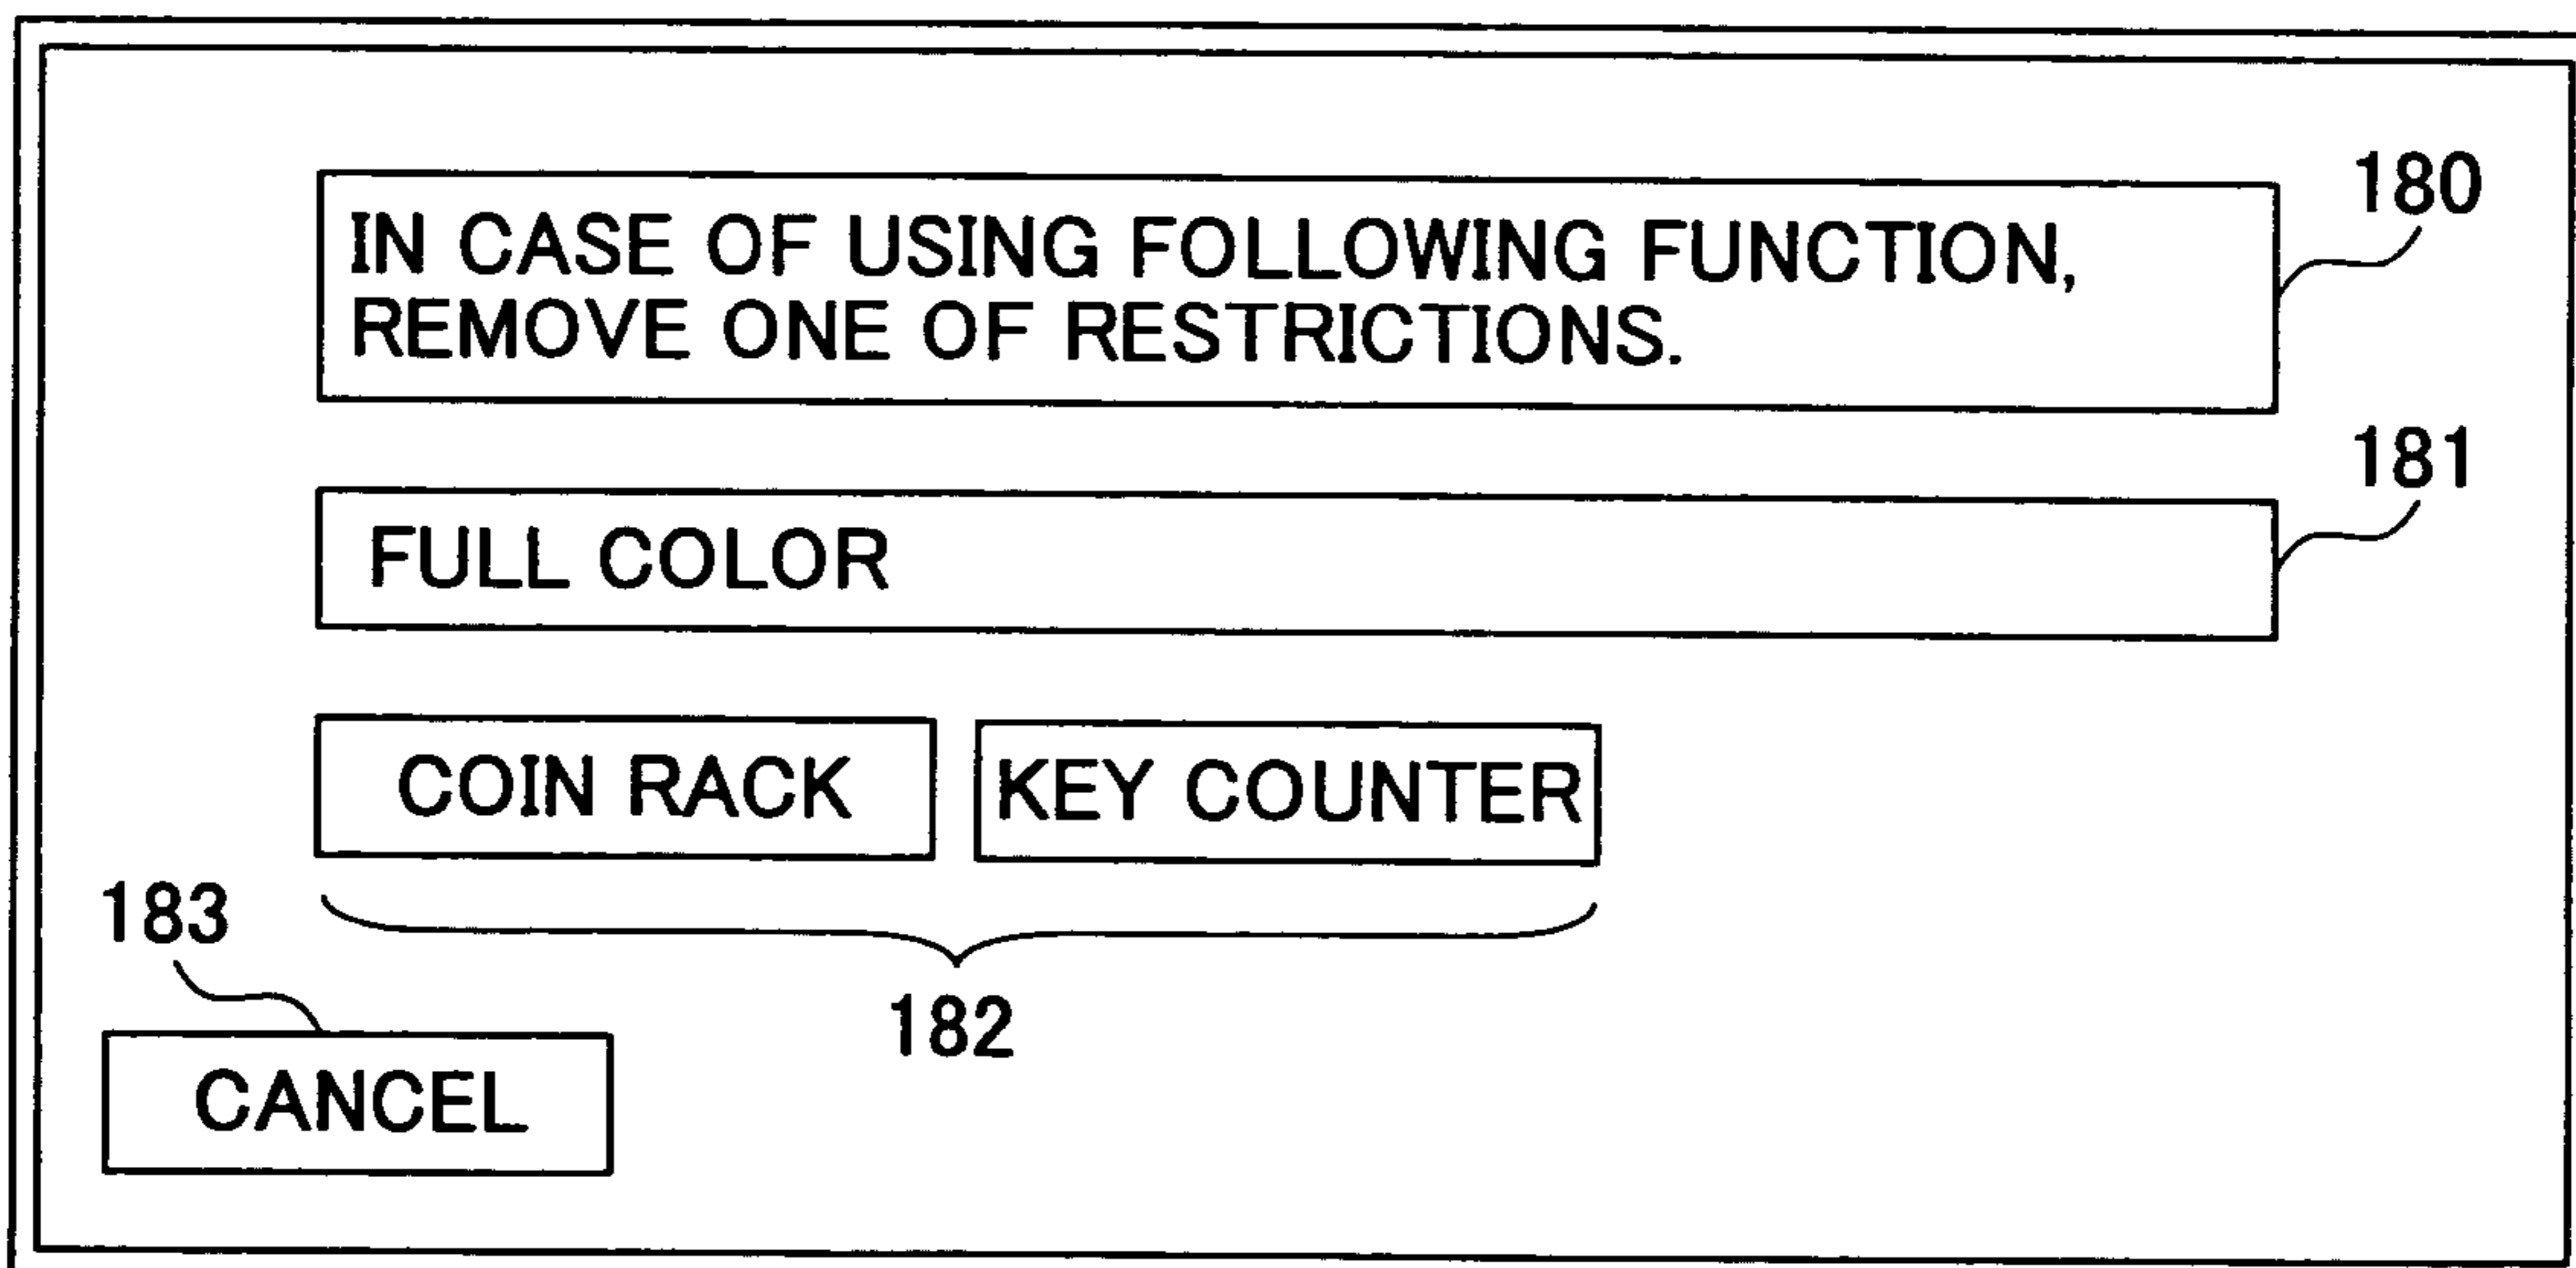 180
IN CASE OF USING FOLLOWING FUNCTION,
REMOVE ONE OF RESTRICTIONS.
181
FULL COLOR
COIN RACK
KEY COUNTER
183
182
CANCEL